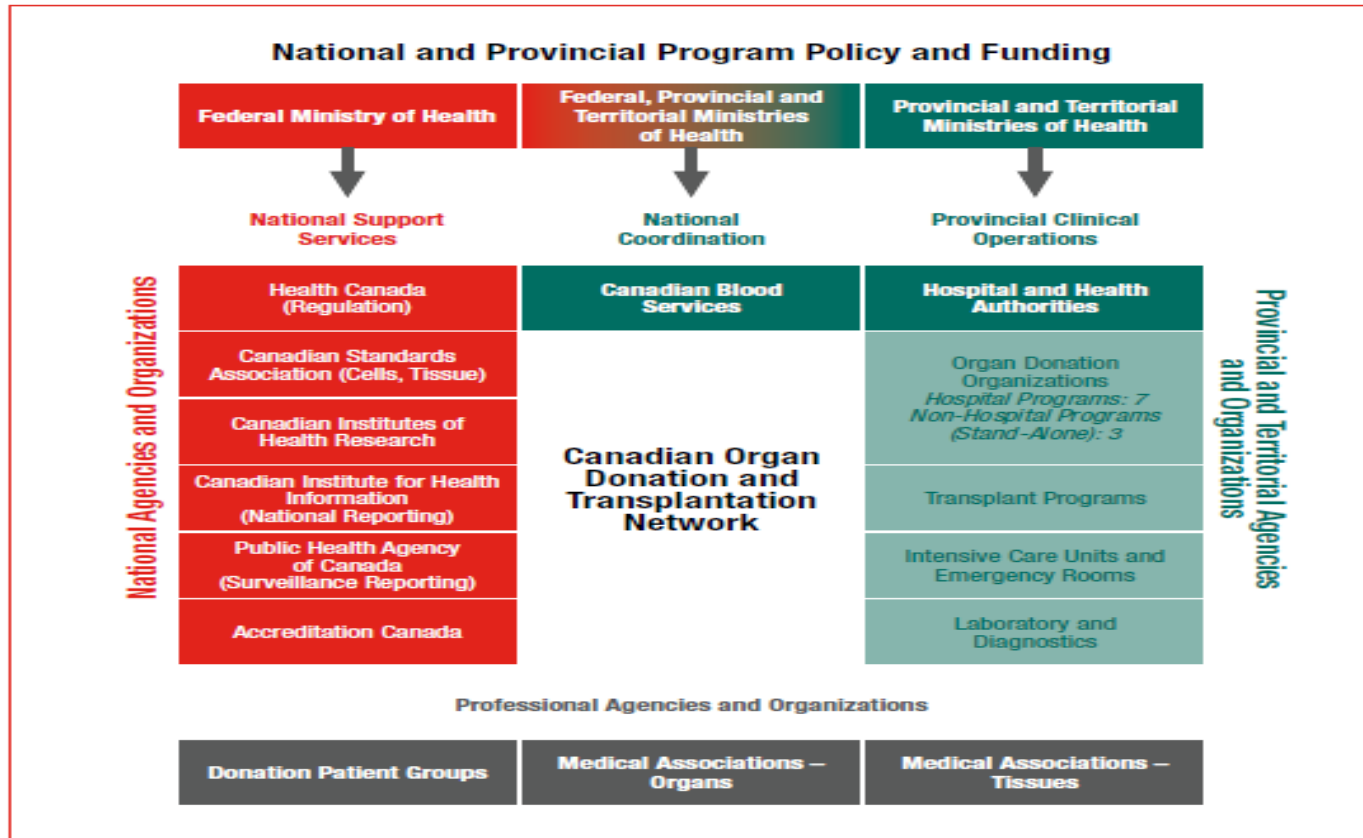 National and Provincial Program Policy and Funding
Federal Ministry of Health
Federal, Provincial and
Territorial Ministries
of Health
Provincial and Territorial
Ministries of Health
National Support
Services
National
Coordination
Provincial Clinical
Operations
National Agencies and Organizations
Health Canada
(Regulation)
Canadian Standards
Association (Cells, Tissue)
Canadian Institutes of
Health Research
Canadian Institute for Health
Information
(National Reporting)
Public Health Agency
of Canada
(Surveillance Reporting)
Accreditation Canada
Canadian Blood
Services
Canadian Organ
Donation and
Transplantation
Network
Hospital and Health
Authorities
Organ Donation
Organizations
Hospital Programs: 7
Non-Hospital Programs
(Stand-Alone): 3
Transplant Programs
Intensive Care Units and
Emergency Rooms
Laboratory and
Diagnostics
Provincial and Territorial Agencies
and Organizations
Professional Agencies and Organizations
Donation Patient Groups
Medical Associations –
Organs
Medical Associations –
Tissues